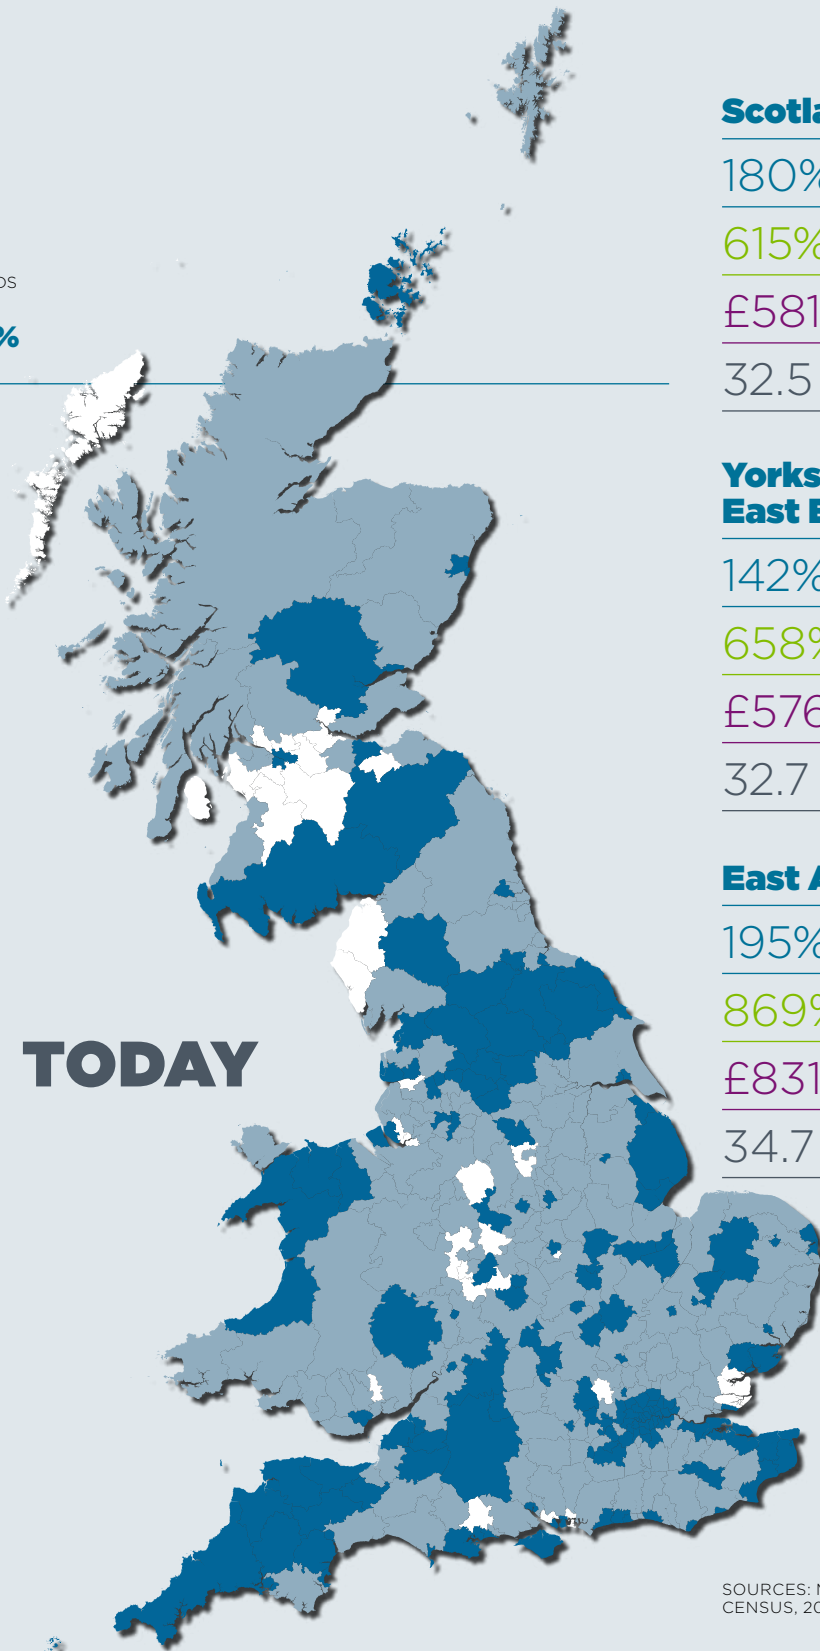 DS
%
TODAY
Scotla
180%
615%
£581
32.5
Yorks
East E
142%
658%
£576
32.7
East A
195%
869%
£831
34.7
SOURCES: N
CENSUS, 20